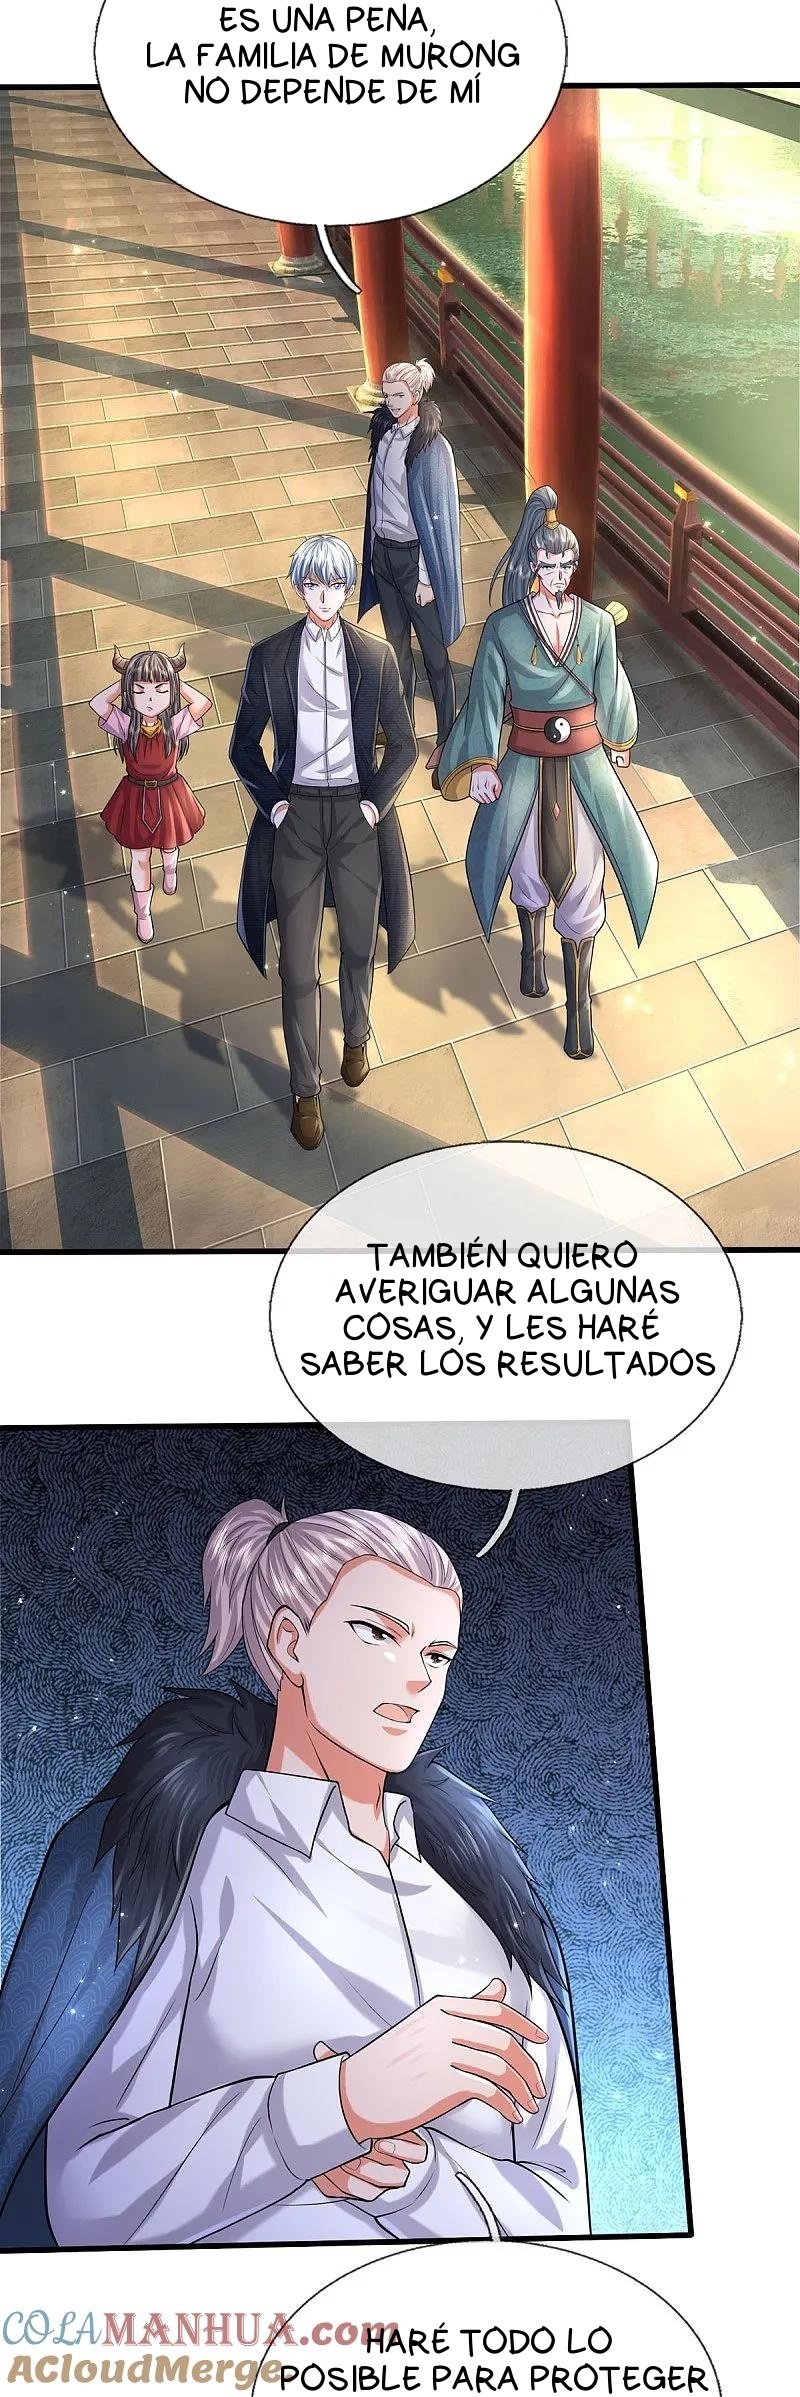 ES UNA PENA,
LA FAMILIA DE MURONG
NO DEPENDE DE MÍ
TAMBIÉN QUIERO
AVERIGUAR ALGUNAS
COSAS, Y LES HARÉ
SABER LOS RESULTADOS
HARÉ TODO LO
POSIBLE PARA PROTEGER
COLAMANHUA.com
AcloudMerge